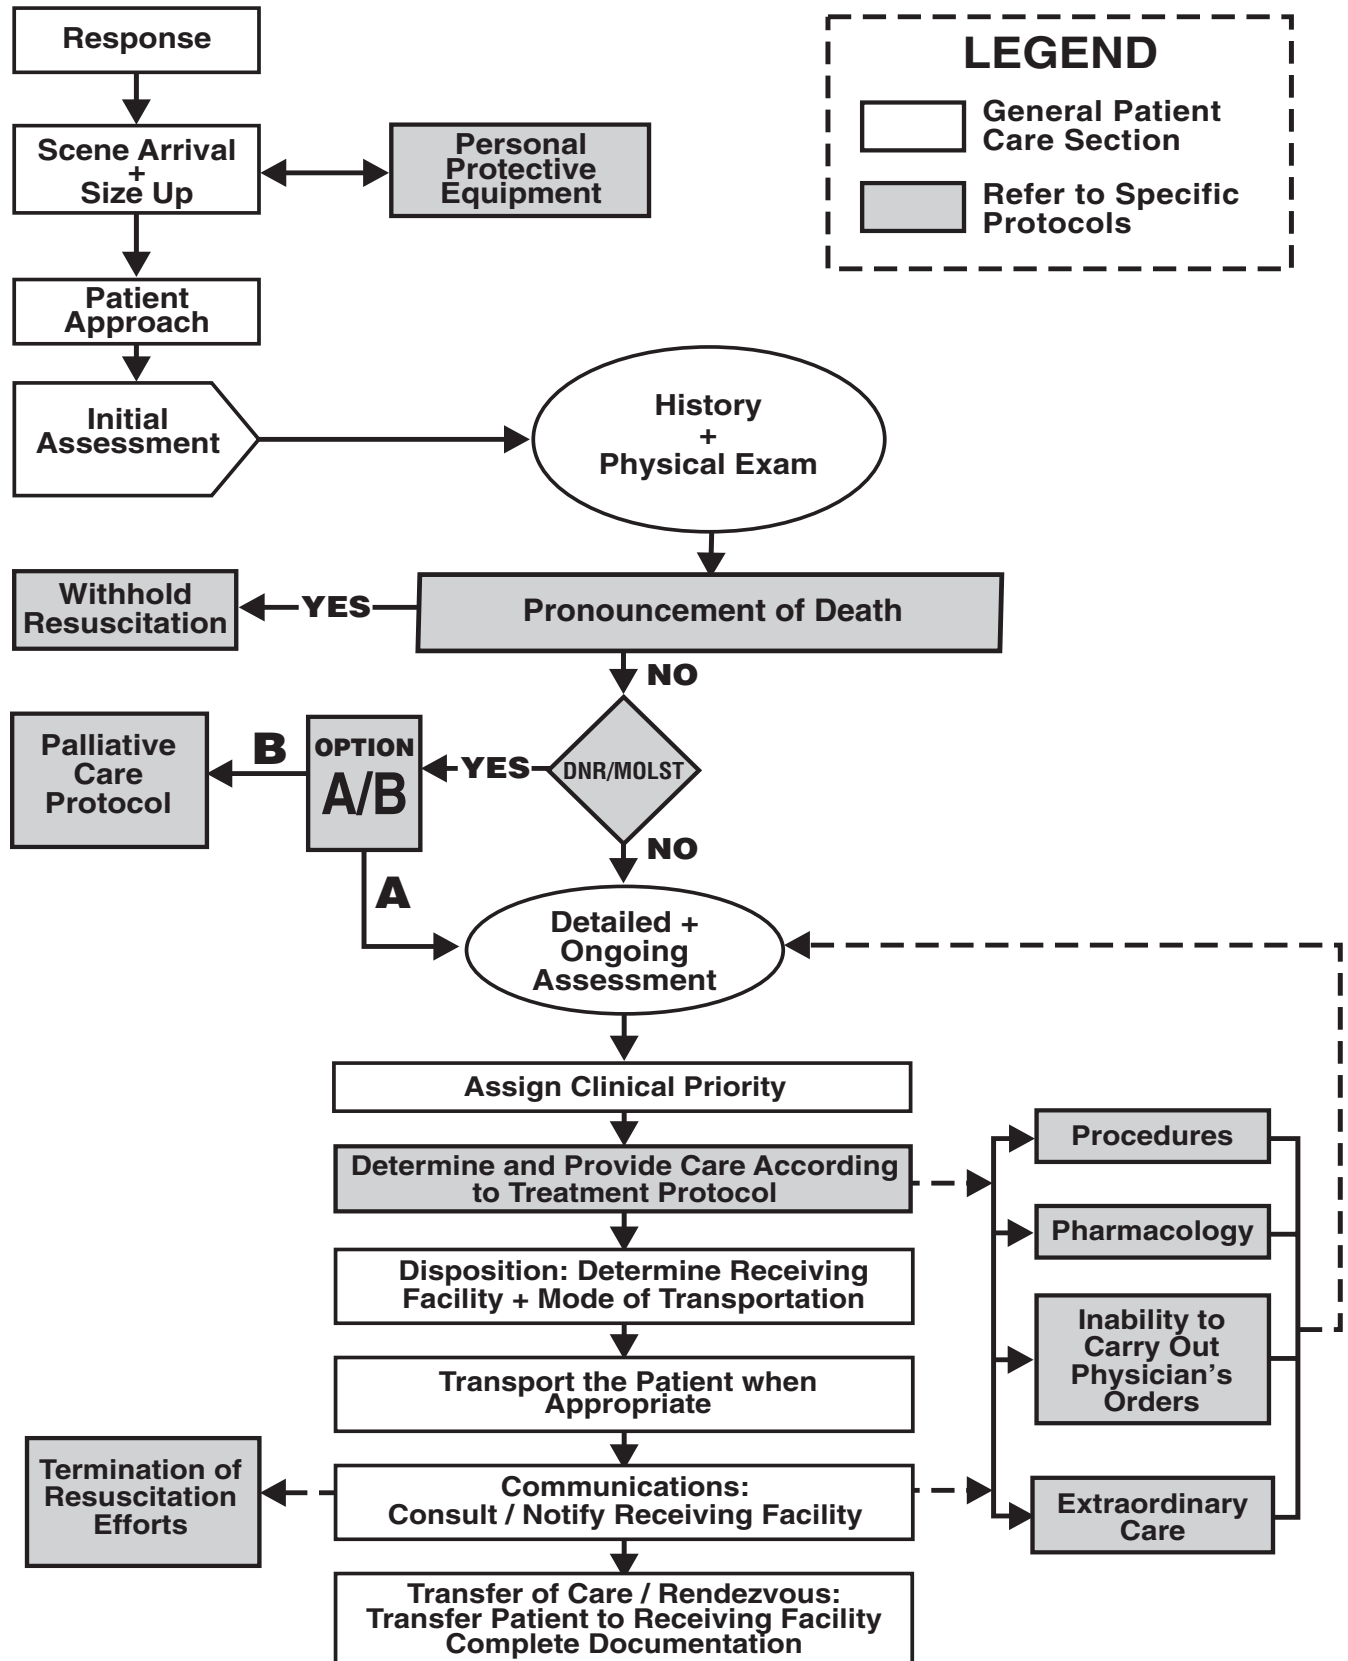 Response
LEGEND
General Patient
Care Section
Refer to Specific
Protocols
Scene Arrival
+
Size Up
Personal
Protective
Equipment
Patient
Approach
Initial
Assessment
History
+
Physical Exam
Withhold
Resuscitation
YES
Pronouncement of Death
NO
Palliative
Care
Protocol
B
OPTION
A/B
YES
DNR/MOLST
NO
A
Detailed +
Ongoing
Assessment
Assign Clinical Priority
Determine and Provide Care According
to Treatment Protocol
Procedures
Pharmacology
Inability to
Carry Out
Physician's
Orders
Extraordinary
Care
Disposition: Determine Receiving
Facility + Mode of Transportation
Transport the Patient when
Appropriate
Termination of
Resuscitation
Efforts
Communications:
Consult / Notify Receiving Facility
Transfer of Care / Rendezvous:
Transfer Patient to Receiving Facility
Complete Documentation